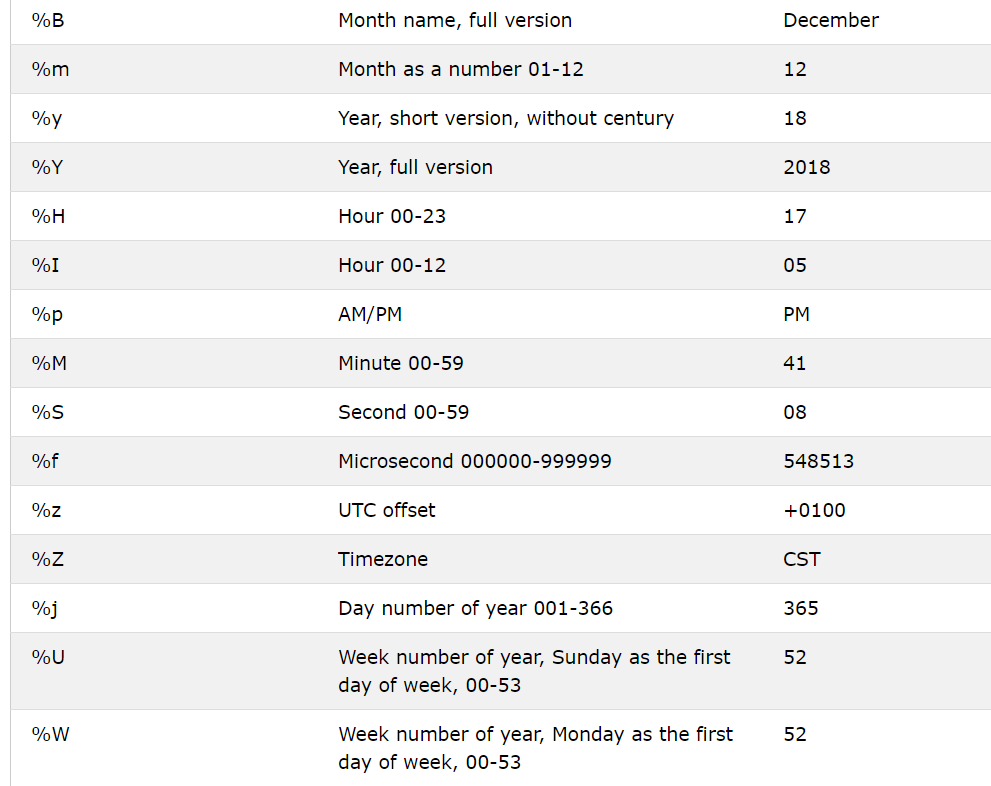 %B Month name, full version December
%m Month as a number 01-12 12
%y Year, short version, without century 18
%Y Year, full version 2018
%H Hour 00-23 17
%I Hour 00-12 05
%p AM/PM PM
%M Minute 00-59 41
%S Second 00-59 08
%f Microsecond 000000-999999 548513
%z UTC offset +0100
%Z Timezone CST
%j Day number of year 001-366 365
%U Week number of year, Sunday as the first 52
day of week, 00-53
%W Week number of year, Monday as the first 52
day of week, 00-53